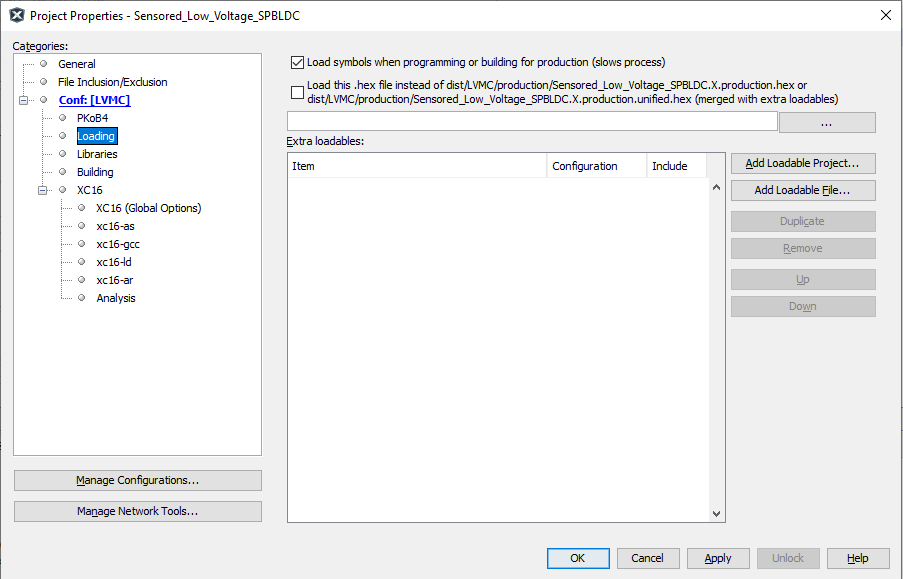 Project Properties - Sensored_Low_Voltage_SPBLDC
Categories:
General
File Inclusion/Exclusion
Conf: [LVMC]
PKoB4
Loading
Libraries
Building
XC16
XC16 (Global Options)
xc16-as
xc16-gcc
xc16-ld
xc16-ar
Analysis
Manage Configurations...
Manage Network Tools...
Load symbols when programming or building for production (slows process)
Load this .hex file instead of dist/LVMC/production/Sensored_Low_Voltage_SPBLDC.X.production.hex or
dist/LVMC/production/Sensored_Low_Voltage_SPBLDC.X.production.unified.hex (merged with extra loadables)
...
Extra loadables:
Item Configuration Include
Add Loadable Project...
Add Loadable File...
Duplicate
Remove
Up
Down
OK Cancel Apply Unlock Help